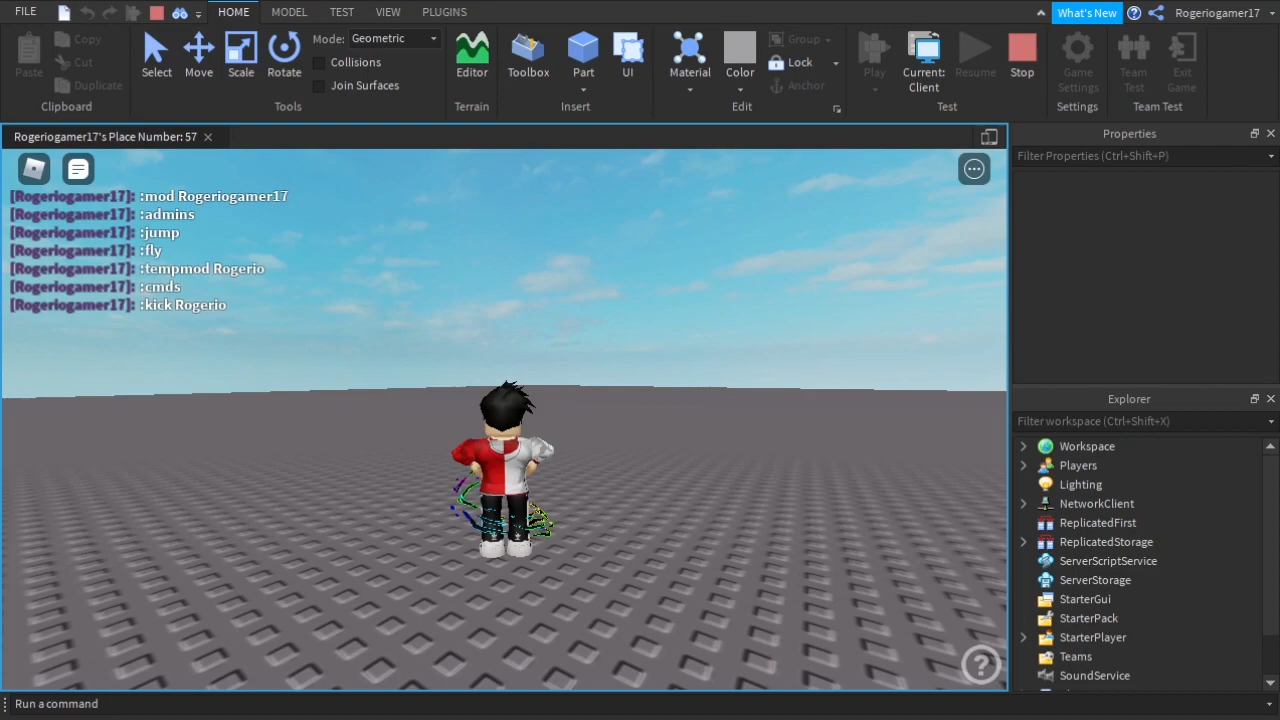 FILE
HOME
MODEL
TEST
VIEW
PLUGINS
What's New
Rogeriogamer17
Paste
Copy
Cut
Duplicate
Clipboard
Select
Move
Scale
Rotate
Mode:
Geometric
Collisions
Join Surfaces
Tools
Editor
Terrain
Toolbox
Part
UI
Insert
Material
Color
Group
Lock
Anchor
Edit
Play
Current:
Client
Resume
Stop
Test
Game
Settings
Settings
Team
Test
Exit
Game
Team Test
Rogeriogamer17's Place Number: 57
[Rogeriogamer17]: :mod Rogeriogamer17
[Rogeriogamer17]: :admins
[Rogeriogamer17]: :jump
[Rogeriogamer17]: :fly
[Rogeriogamer17]: :tempmod Rogerio
[Rogeriogamer17]: :cmds
[Rogeriogamer17]: :kick Rogerio
Properties
Filter Properties (Ctrl+Shift+P)
Explorer
Filter workspace (Ctrl+Shift+X)
Workspace
Players
Lighting
NetworkClient
ReplicatedFirst
ReplicatedStorage
ServerScriptService
ServerStorage
StarterGui
StarterPack
StarterPlayer
Teams
SoundService
Run a command